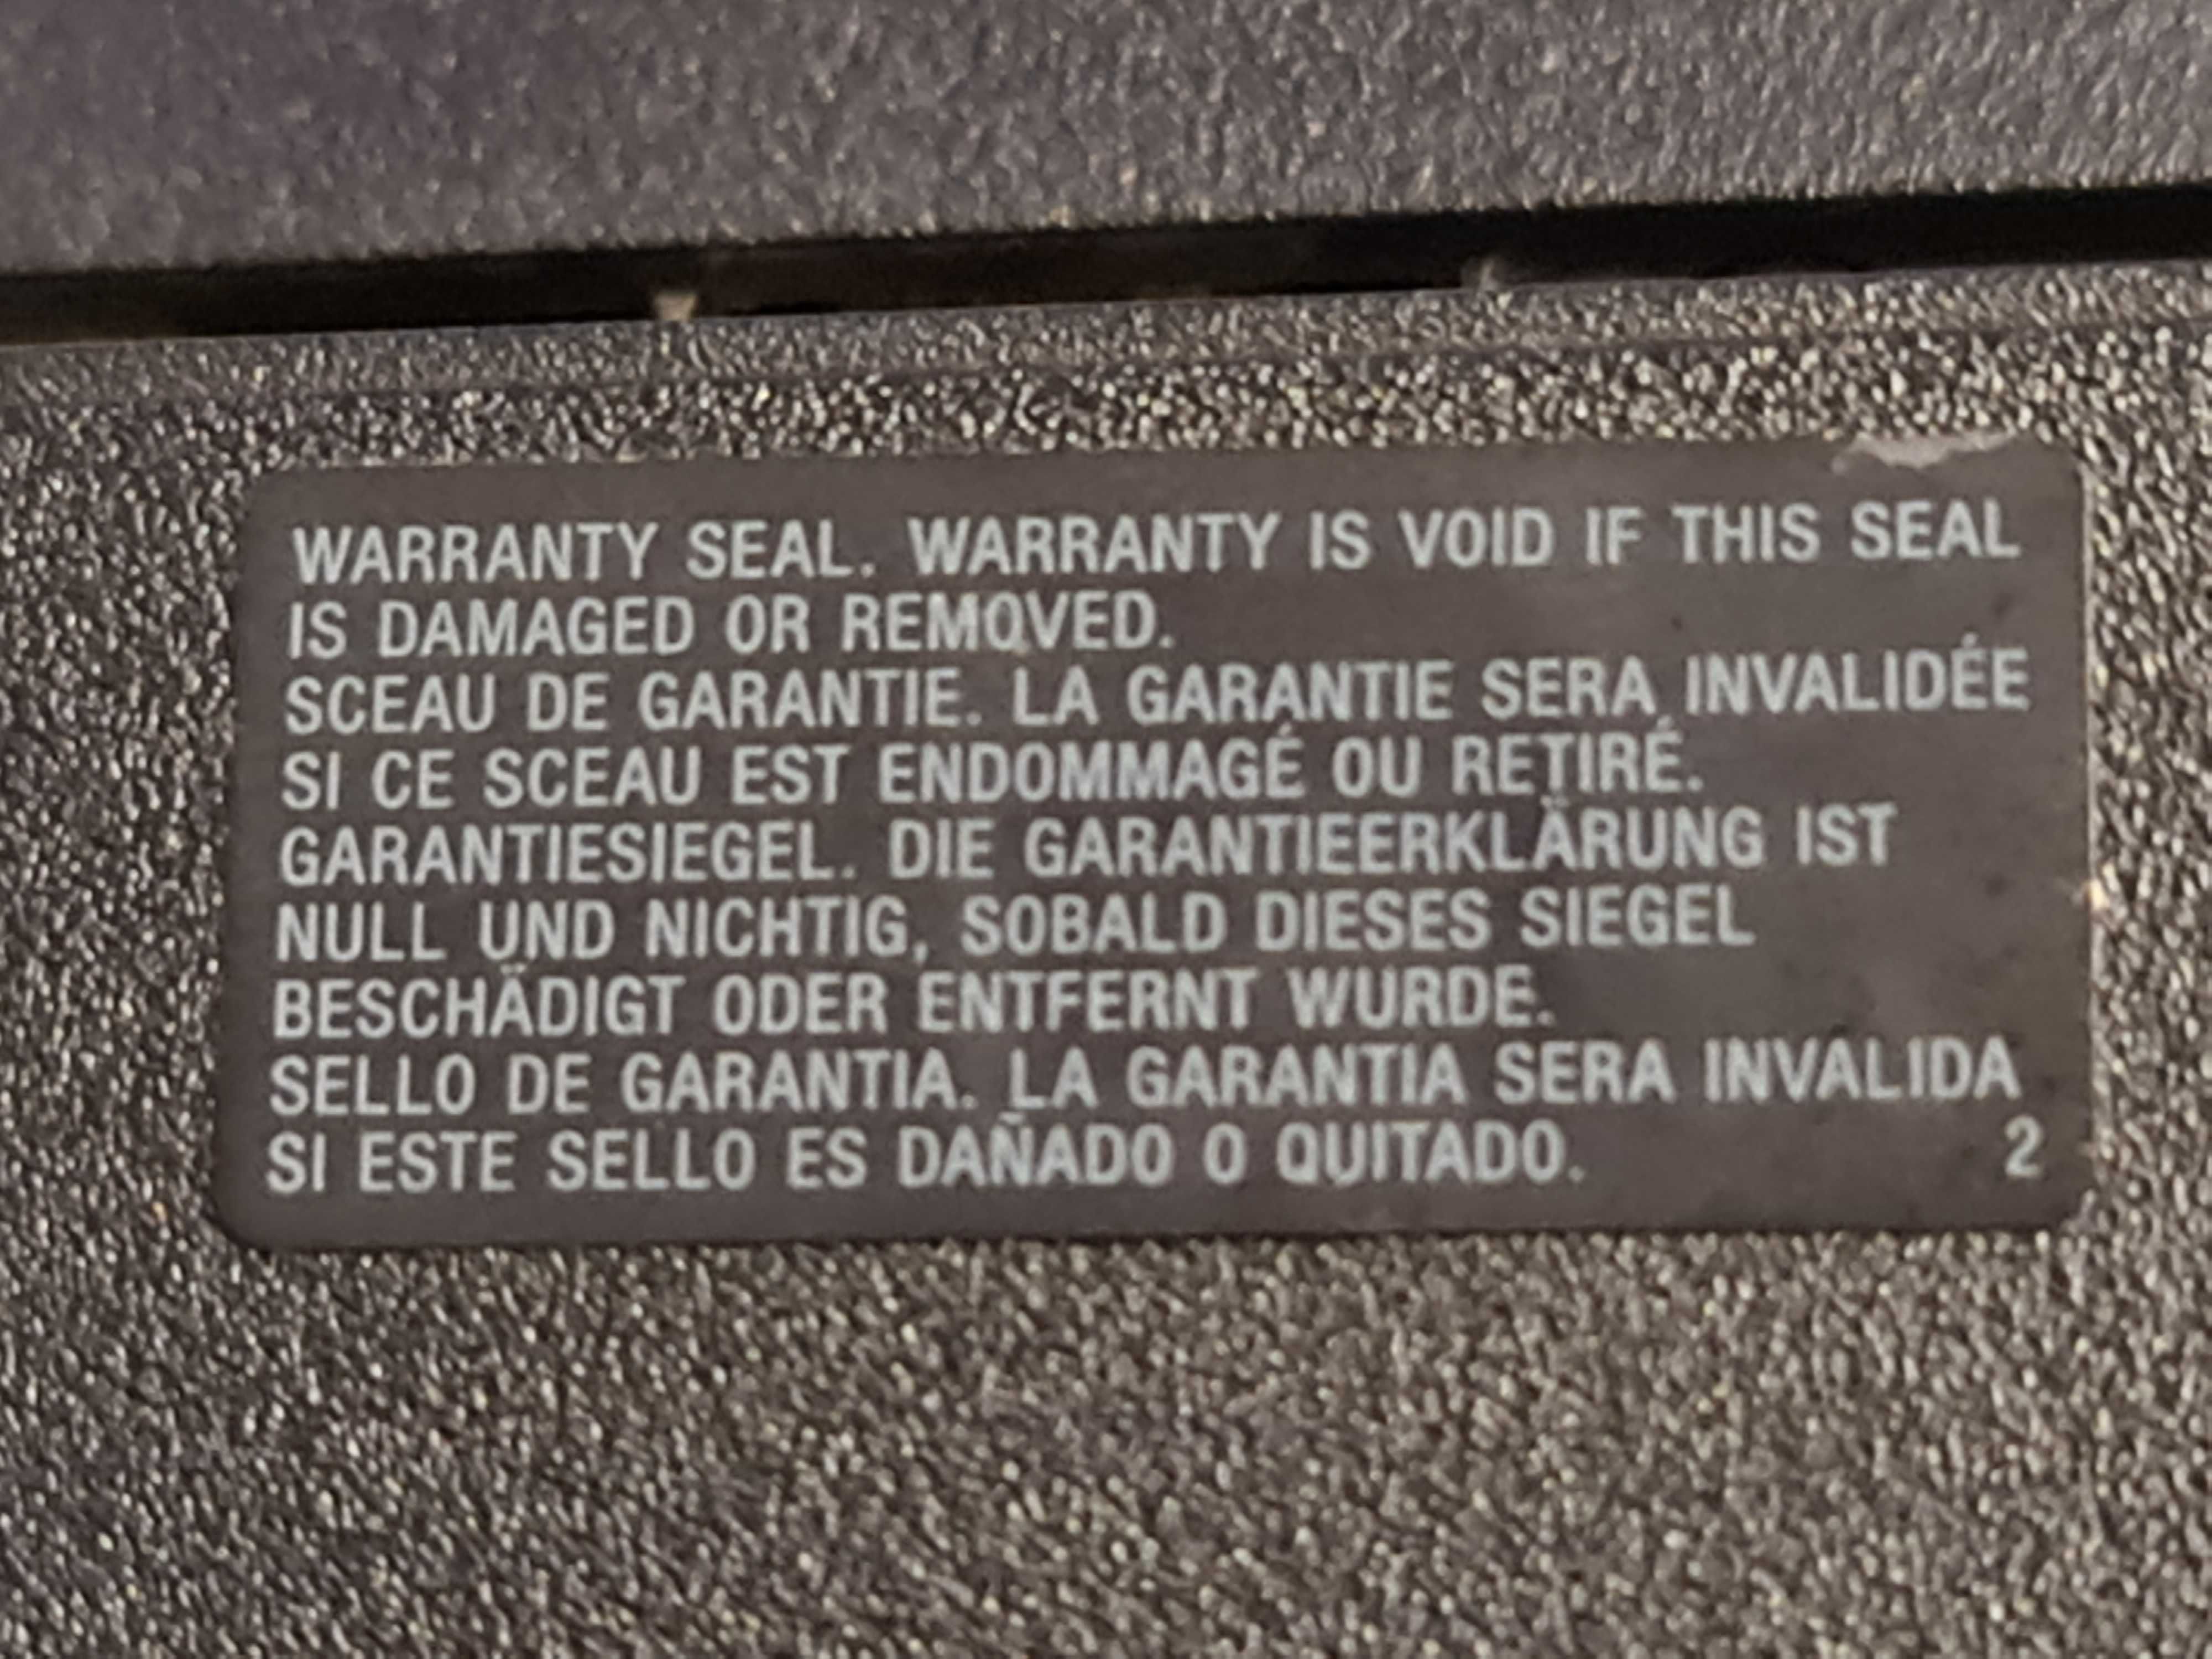 WARRANTY SEAL. WARRANTY IS VOID IF THIS SEAL
IS DAMAGED OR REMOVED.
SCEAU DE GARANTIE. LA GARANTIE SERA INVALIDÉE
SI CE SCEAU EST ENDOMMAGÉ OU RETIRÉ.
GARANTIESIEGEL. DIE GARANTIEERKLÄRUNG IST
NULL UND NICHTIG, SOBALD DIESES SIEGEL
BESCHÄDIGT ODER ENTFERNT WURDE.
SELLO DE GARANTIA. LA GARANTIA SERA INVALIDA
SI ESTE SELLO ES DAÑADO O QUITADO. 2